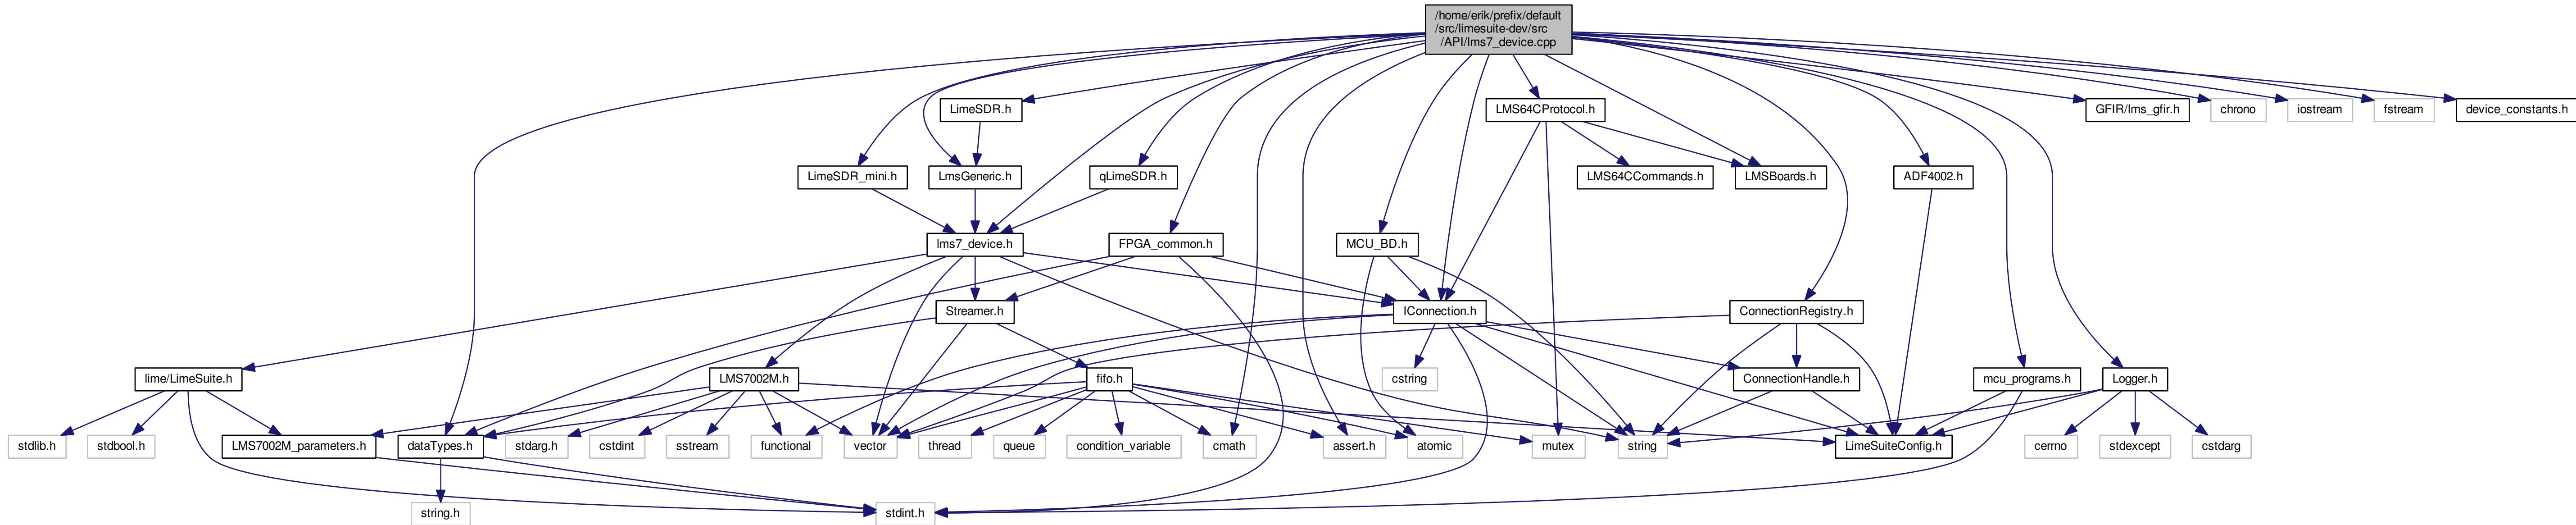 /home/erik/prefix/default
/src/limesuite-dev/src
/API/lms7_device.cpp
LimeSDR.h
LMS64CProtocol.h
GFIR/lms_gfir.h
chrono
iostream
fstream
device_constants.h
LimeSDR_mini.h
LmsGeneric.h
qLimeSDR.h
LMS64CCommands.h
LMSBoards.h
ADF4002.h
lms7_device.h
FPGA_common.h
MCU_BD.h
Streamer.h
IConnection.h
ConnectionRegistry.h
lime/LimeSuite.h
LMS7002M.h
fifo.h
cstring
ConnectionHandle.h
mcu_programs.h
Logger.h
stdlib.h
stdbool.h
LMS7002M_parameters.h
dataTypes.h
stdarg.h
cstdint
sstream
functional
vector
thread
queue
condition_variable
cmath
assert.h
atomic
mutex
string
LimeSuiteConfig.h
cerrno
stdexcept
cstdarg
string.h
stdint.h